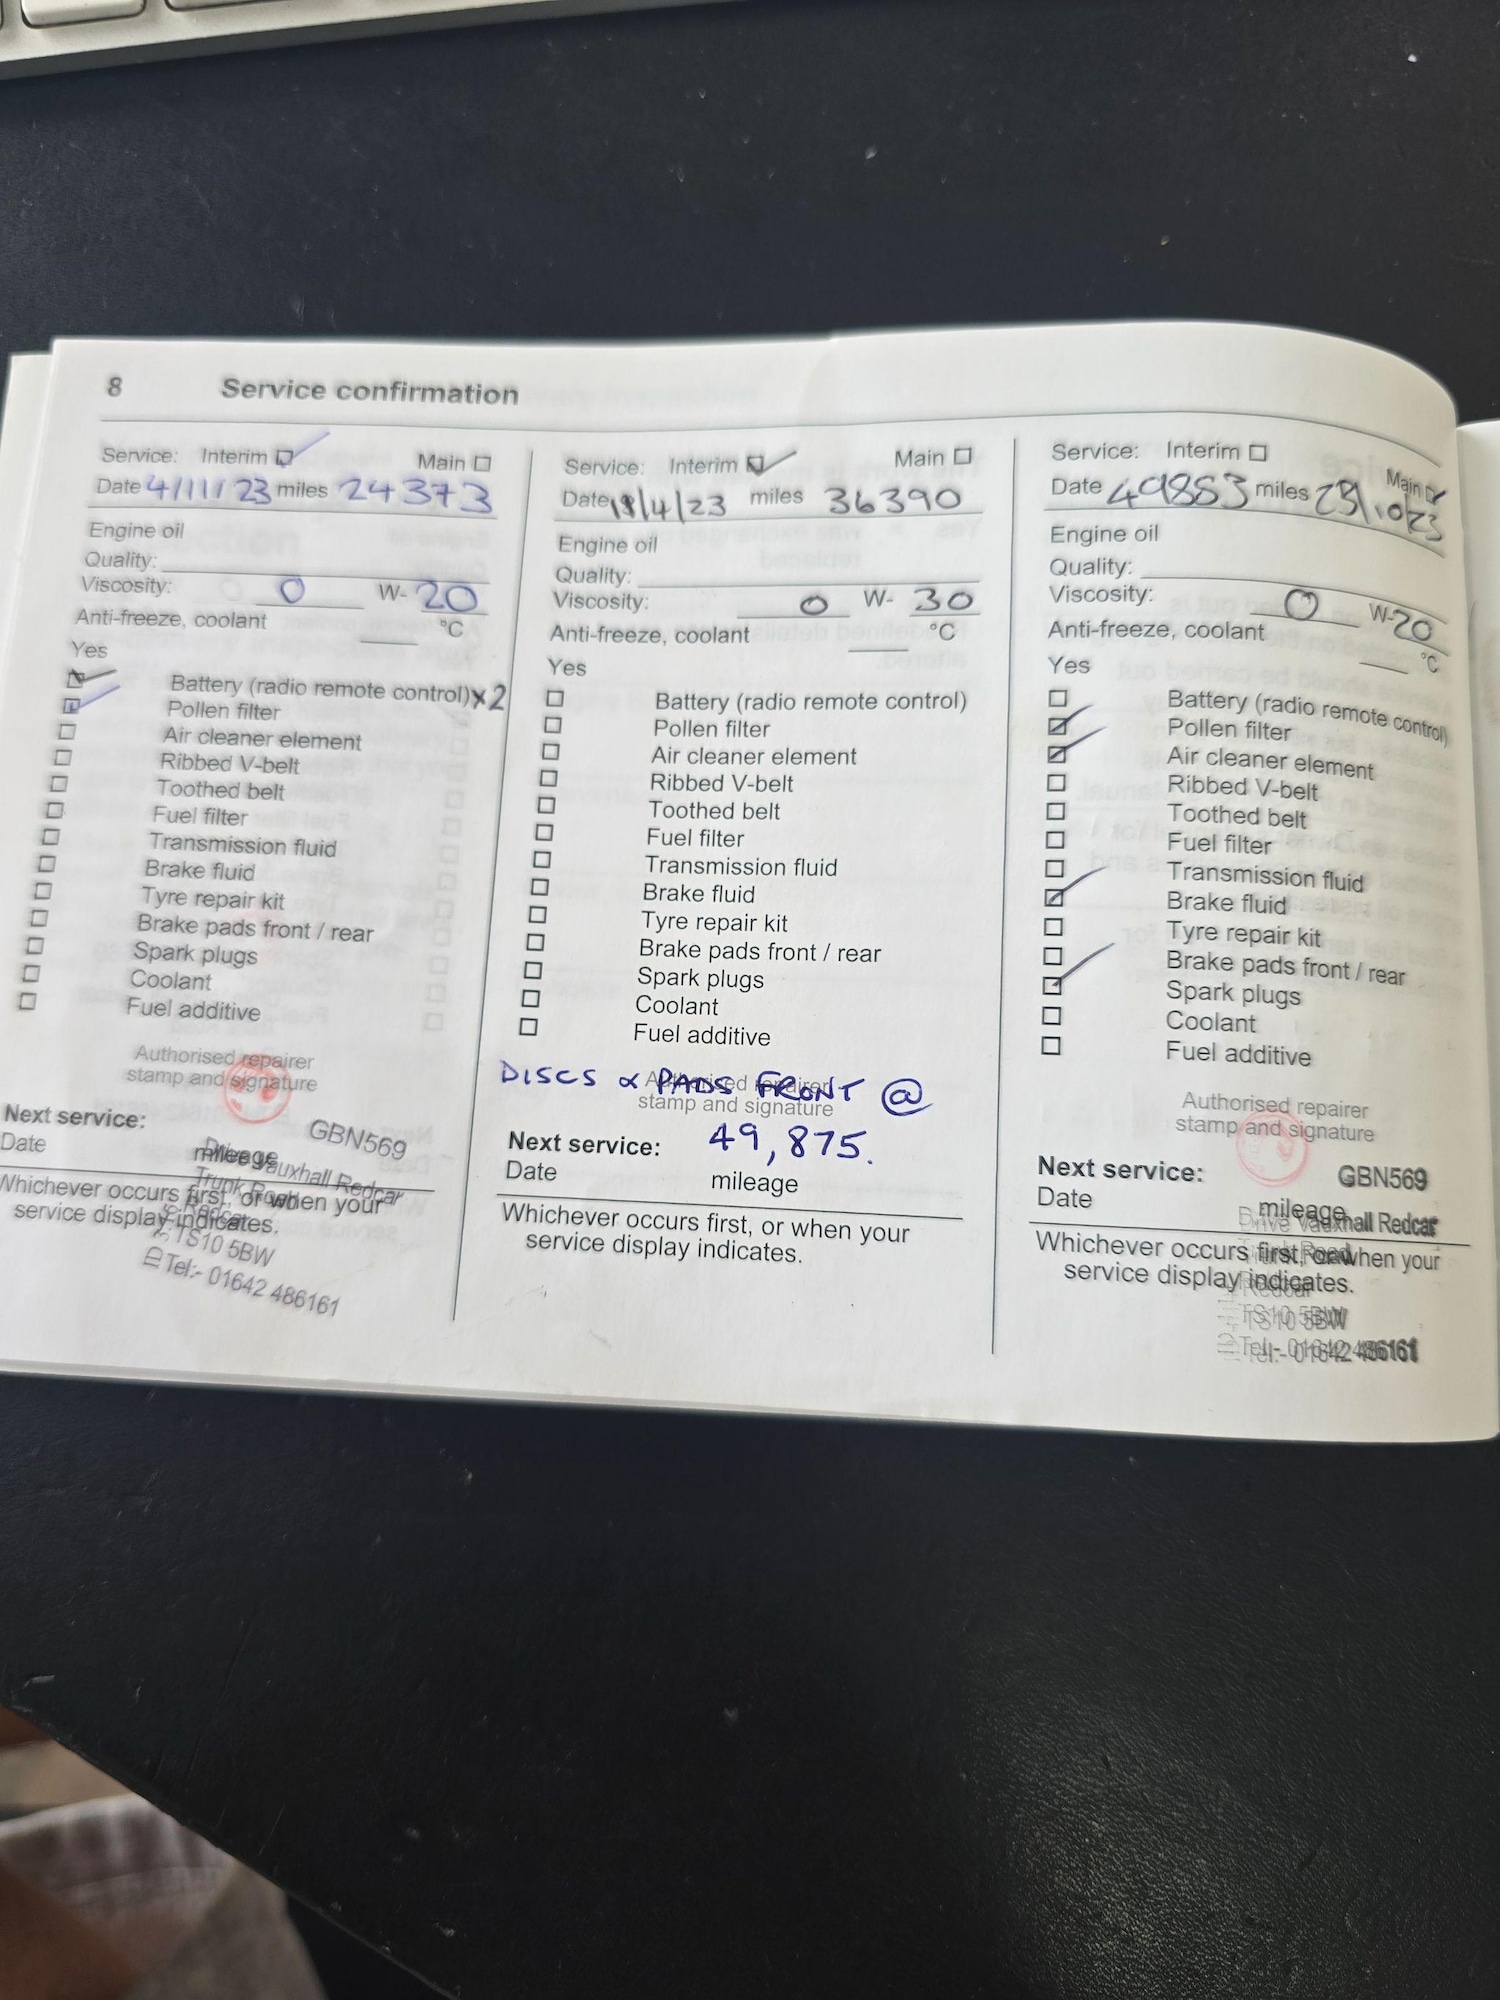 8 Service confirmation
Service: Interim Main
Date 4/11/23 miles 24373
Engine oil
Quality:
Viscosity: 0 W- 20
Anti-freeze, coolant °C
Yes
Battery (radio remote control) x2
Pollen filter
Air cleaner element
Ribbed V-belt
Toothed belt
Fuel filter
Transmission fluid
Brake fluid
Tyre repair kit
Brake pads front / rear
Spark plugs
Coolant
Fuel additive
Authorised repairer
stamp and signature
GBN569
Next service:
Date mileage
Drive Vauxhall Redcar
Trunk Road
Redcar
Whichever occurs first, or when your
service display indicates.
TS10 5BW
Tel:- 01642 486161
Service: Interim Main
Date 18/4/23 miles 36390
Engine oil
Quality:
Viscosity: 0 W- 30
Anti-freeze, coolant °C
Yes
Battery (radio remote control)
Pollen filter
Air cleaner element
Ribbed V-belt
Toothed belt
Fuel filter
Transmission fluid
Brake fluid
Tyre repair kit
Brake pads front / rear
Spark plugs
Coolant
Fuel additive
DISCS & PADS FRONT @
Authorised repairer
stamp and signature
49,875.
Next service:
Date mileage
Whichever occurs first, or when your
service display indicates.
Service: Interim Main
Date 49853 miles 23/10/23
Engine oil
Quality:
Viscosity: 0 W- 20
Anti-freeze, coolant °C
Yes
Battery (radio remote control)
Pollen filter
Air cleaner element
Ribbed V-belt
Toothed belt
Fuel filter
Transmission fluid
Brake fluid
Tyre repair kit
Brake pads front / rear
Spark plugs
Coolant
Fuel additive
Authorised repairer
stamp and signature
Next service: GBN569
Date mileage
Drive Vauxhall Redcar
Trunk Road
Redcar
Whichever occurs first, or when your
service display indicates.
TS10 5BW
Tel:- 01642 486161